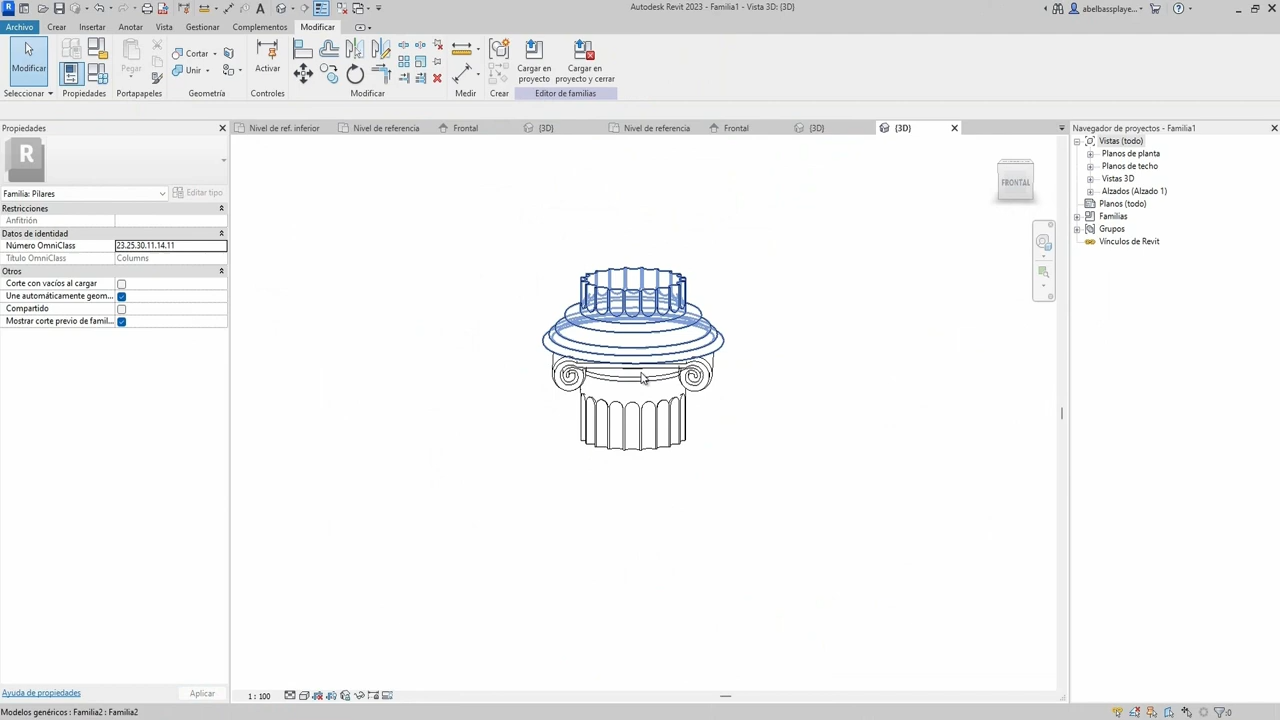 Autodesk Revit 2023 - Familia1 - Vista 3D: {3D}
abelbassplaye...
Archivo Crear Insertar Anotar Vista Gestionar Complementos Modificar
Modificar
Pegar
Cortar
Unir
Activar
Cargar en proyecto
Cargar en proyecto y cerrar
Seleccionar Propiedades Portapapeles Geometría Controles Modificar Medir Crear Editor de familias
Propiedades
Nivel de ref. inferior Nivel de referencia Frontal {3D} Nivel de referencia Frontal {3D} {3D}
Navegador de proyectos - Familia1
R
Familia: Pilares Editar tipo
Restricciones
Anfitrión
Datos de identidad
Número OmniClass 23.25.30.11.14.11
Título OmniClass Columns
Otros
Corte con vacíos al cargar
Une automáticamente geom...
Compartido
Mostrar corte previo de famil...
FRONTAL
Vistas (todo)
Planos de planta
Planos de techo
Vistas 3D
Alzados (Alzado 1)
Planos (todo)
Familias
Grupos
Vínculos de Revit
Ayuda de propiedades Aplicar
1 : 100
Modelos genéricos : Familia2 : Familia2
:0